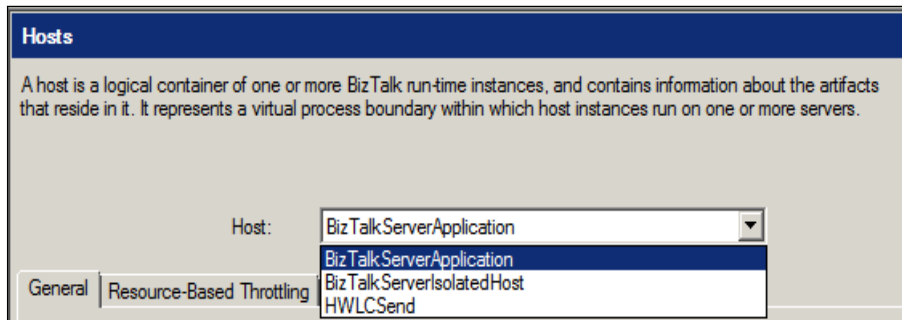 Hosts
A host is a logical container of one or more BizTalk run-time instances, and contains information about the artifacts
that reside in it. It represents a virtual process boundary within which host instances run on one or more servers.
Host: BizTalkServerApplication
BizTalkServerApplication
General Resource-Based Throttling BizTalkServerIsolatedHost
HWLCSend